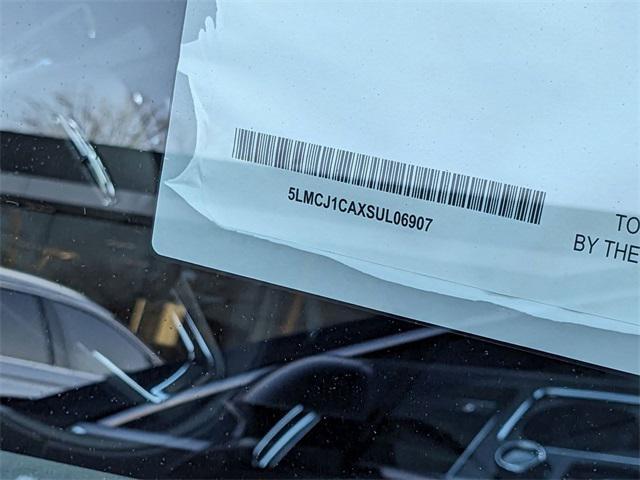 5LMCJ1CAXSUL06907
TO
BY THE